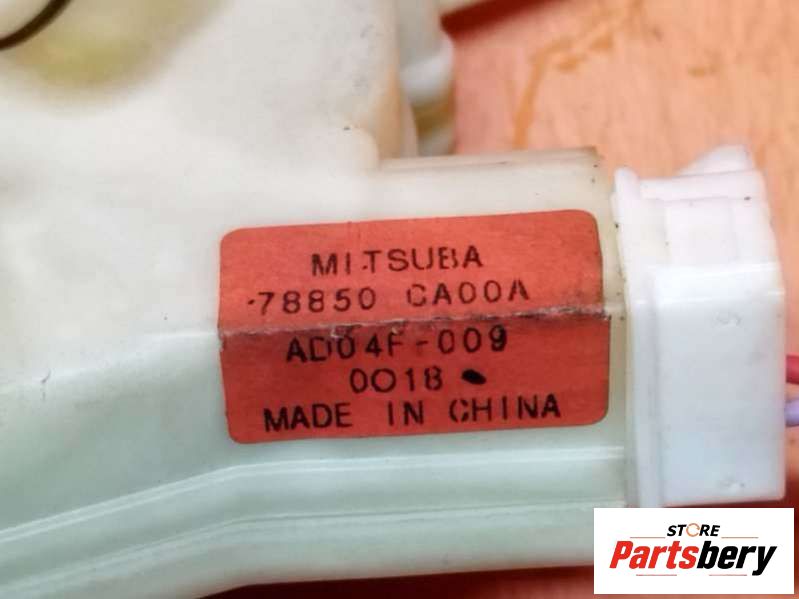 MITSUBA
78850 CA00A
AD04F-009
0018
MADE IN CHINA
STORE
Partsbery